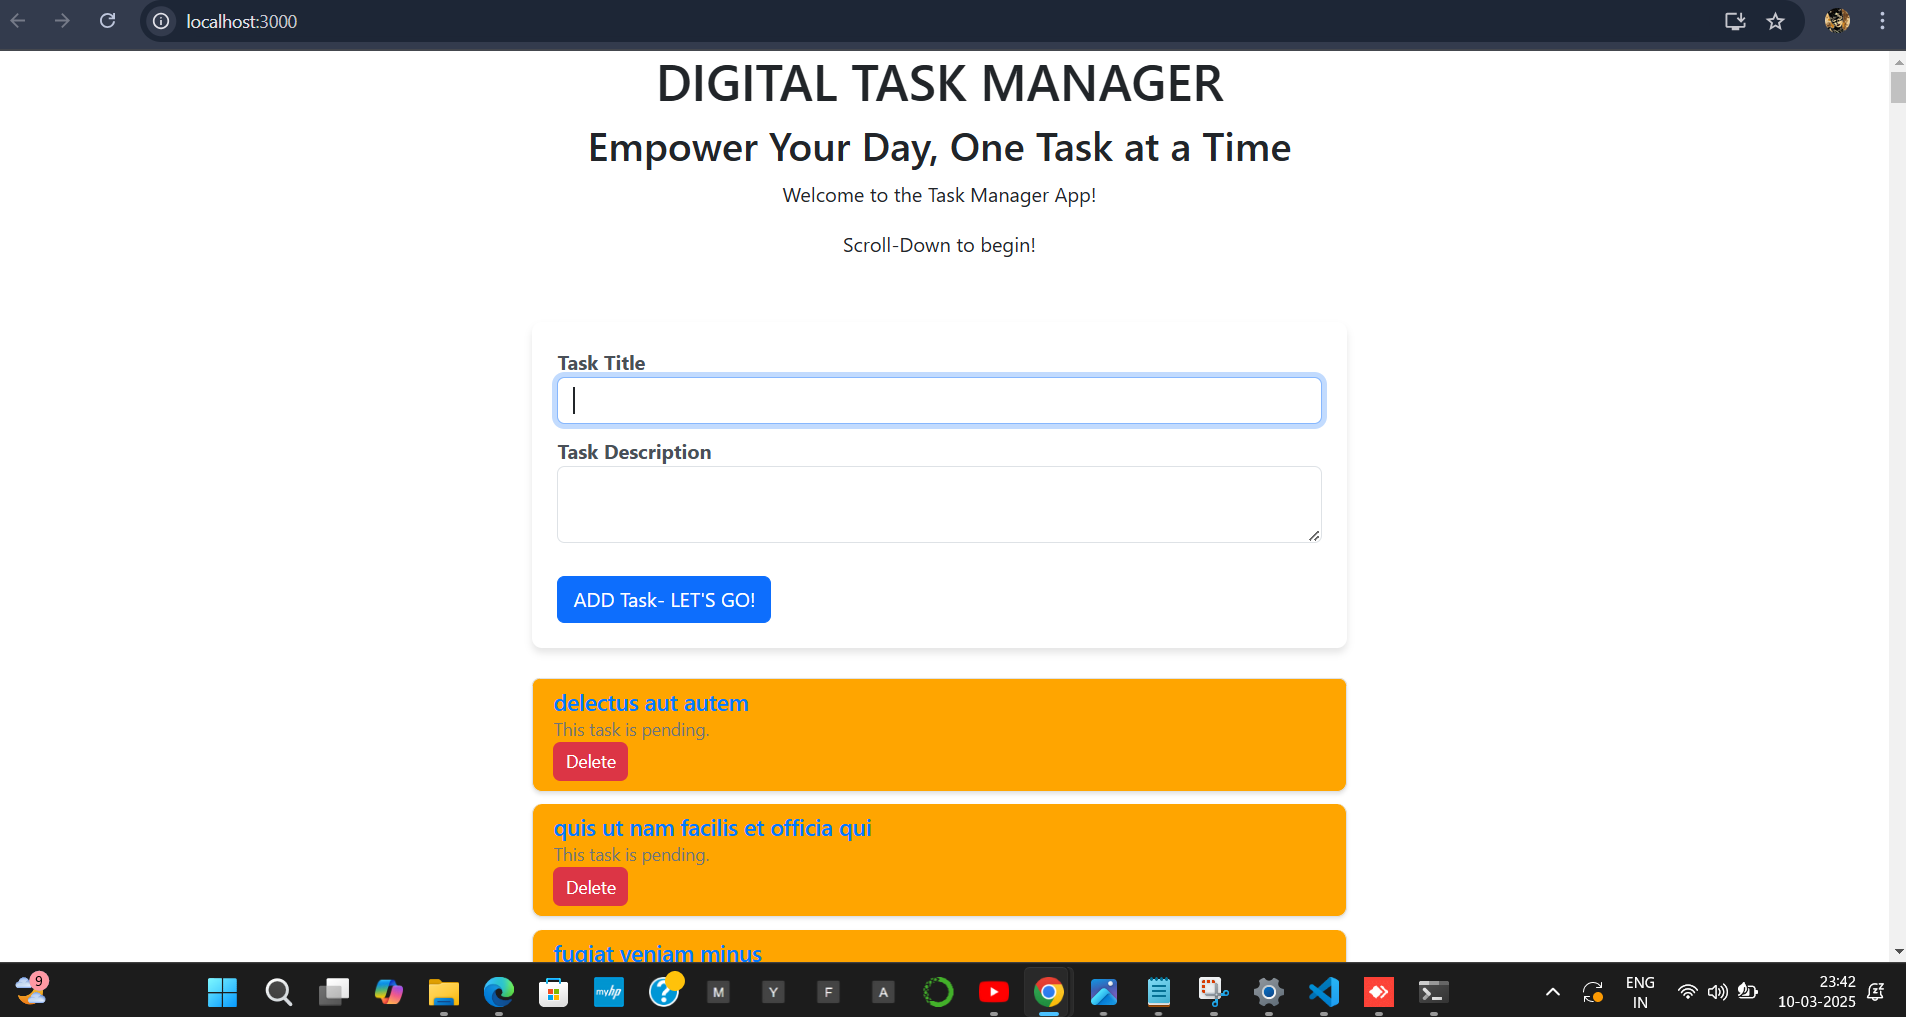 localhost:3000
DIGITAL TASK MANAGER
Empower Your Day, One Task at a Time
Welcome to the Task Manager App!
Scroll-Down to begin!
Task Title
Task Description
ADD Task- LET'S GO!
delectus aut autem
This task is pending.
Delete
quis ut nam facilis et officia qui
This task is pending.
Delete
fugiat veniam minus
9
myhp
?
M
Y
F
A
ENG
IN
23:42
10-03-2025